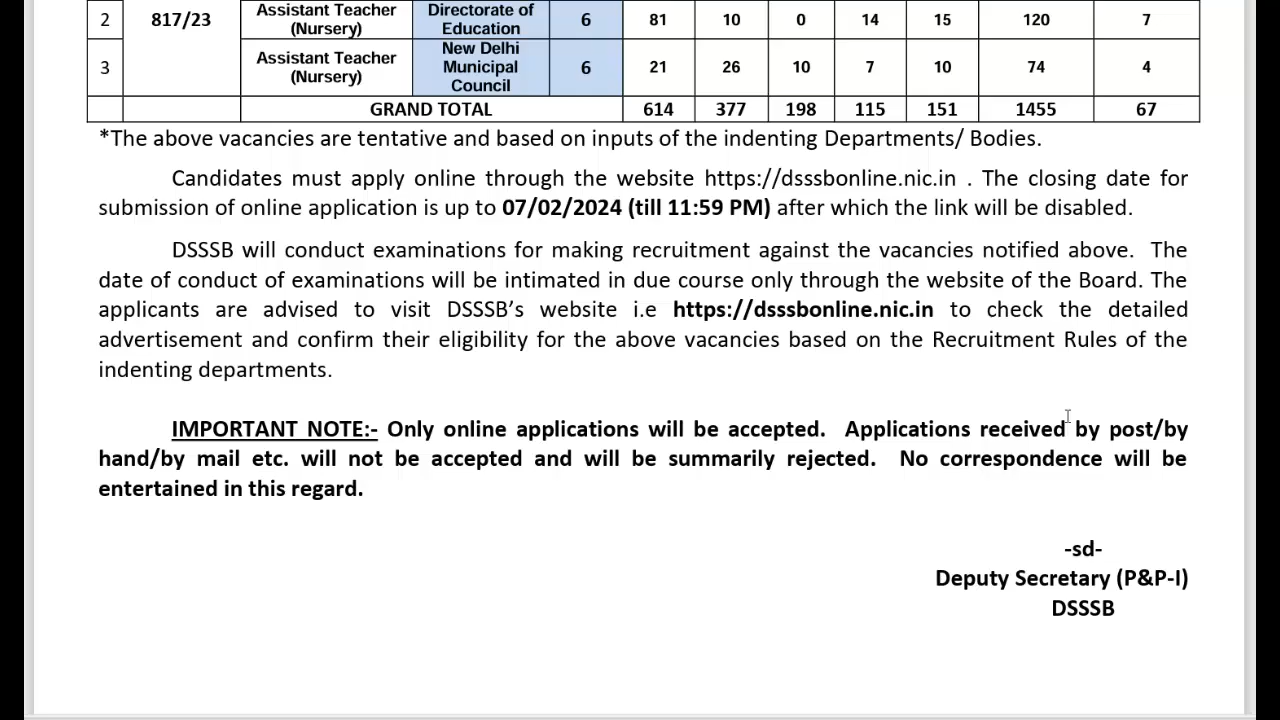 2 817/23 Assistant Teacher (Nursery) Directorate of Education 6 81 10 0 14 15 120 7
3 Assistant Teacher (Nursery) New Delhi Municipal Council 6 21 26 10 7 10 74 4
GRAND TOTAL 614 377 198 115 151 1455 67
*The above vacancies are tentative and based on inputs of the indenting Departments/ Bodies.
Candidates must apply online through the website https://dsssbonline.nic.in . The closing date for
submission of online application is up to 07/02/2024 (till 11:59 PM) after which the link will be disabled.
DSSSB will conduct examinations for making recruitment against the vacancies notified above. The
date of conduct of examinations will be intimated in due course only through the website of the Board. The
applicants are advised to visit DSSSB’s website i.e https://dsssbonline.nic.in to check the detailed
advertisement and confirm their eligibility for the above vacancies based on the Recruitment Rules of the
indenting departments.
IMPORTANT NOTE:- Only online applications will be accepted. Applications received by post/by
hand/by mail etc. will not be accepted and will be summarily rejected. No correspondence will be
entertained in this regard.
-sd-
Deputy Secretary (P&P-I)
DSSSB